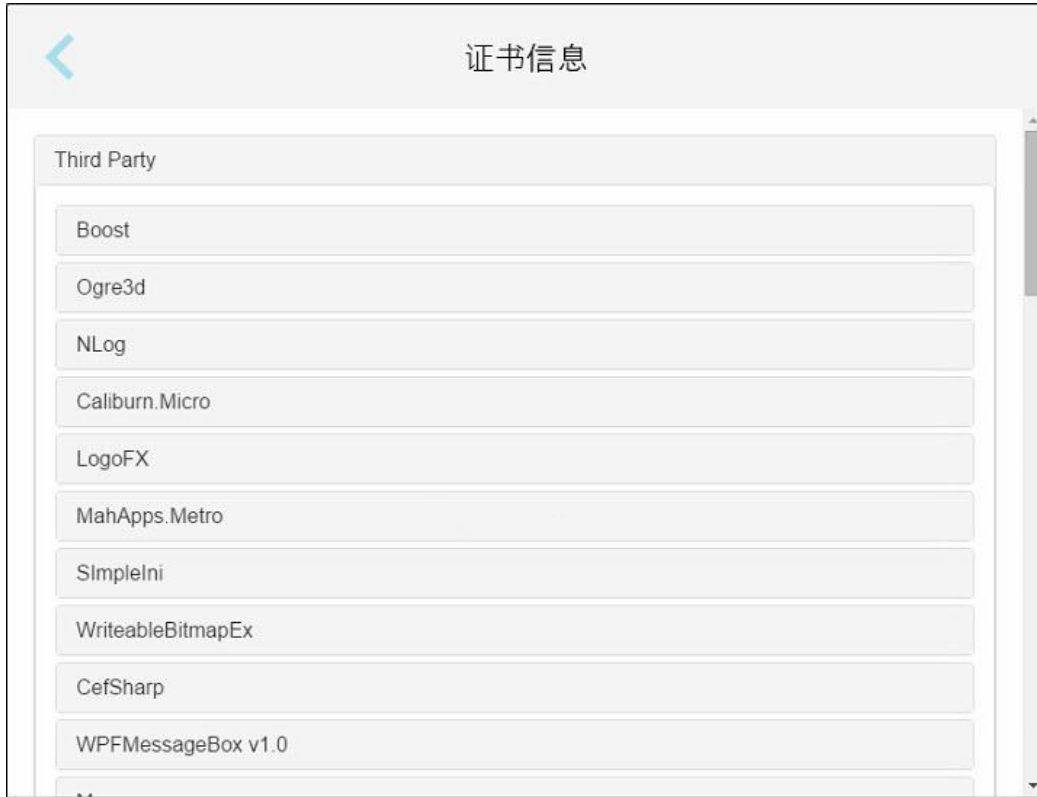 证书信息
Third Party
Boost
Ogre3d
NLog
Caliburn.Micro
LogoFX
MahApps.Metro
SImpleIni
WriteableBitmapEx
CefSharp
WPFMessageBox v1.0